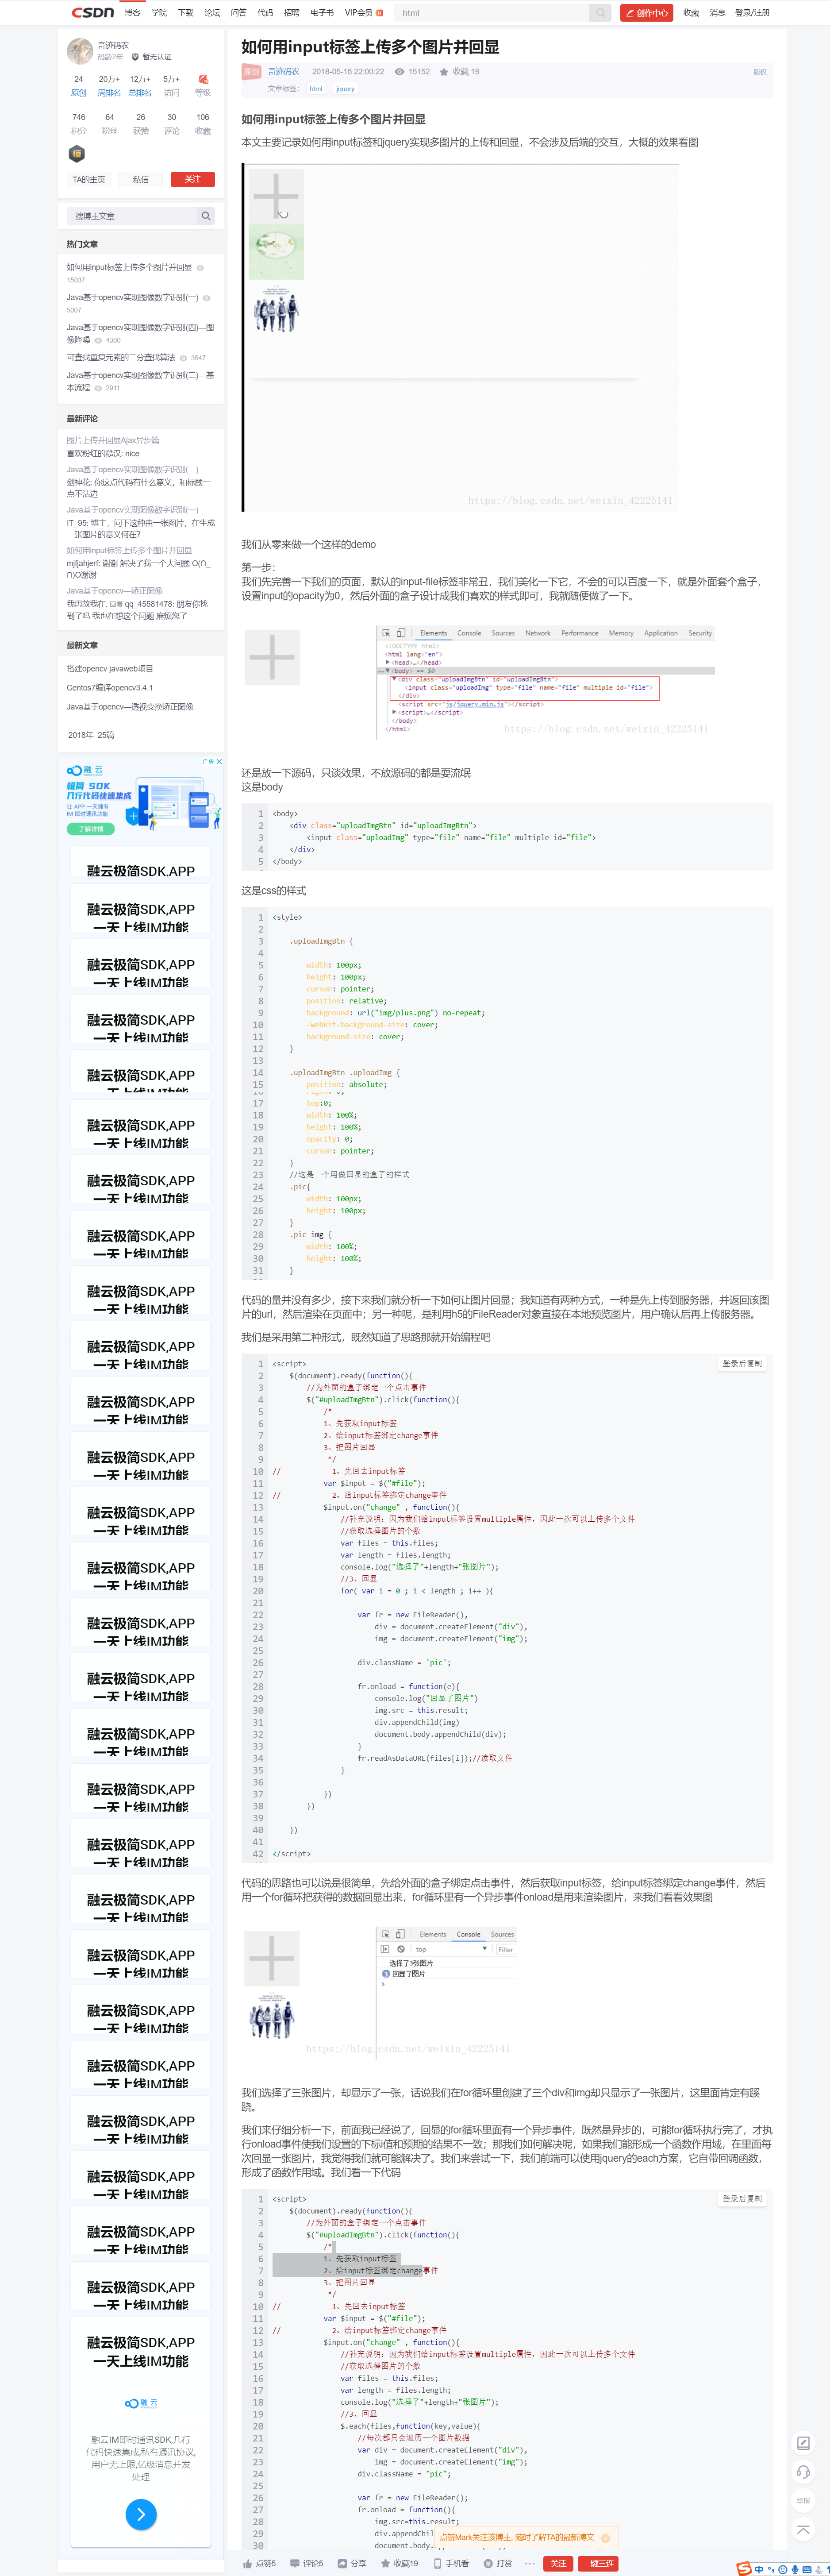 CSDN 博客 学院 下载 论坛 问答 代码 招聘 电子书 VIP会员 html 创作中心 收藏 消息 登录/注册
奇迹码农
码龄2年 暂无认证
24 20万+ 12万+ 5万+
原创 周排名 总排名 访问 等级
746 64 26 30 106
积分 粉丝 获赞 评论 收藏
TA的主页 私信 关注
搜博主文章
热门文章
如何用input标签上传多个图片并回显
15037
Java基于opencv实现图像数字识别(一)
5007
Java基于opencv实现图像数字识别(四)—图
像降噪 4300
可查找重复元素的二分查找算法 3547
Java基于opencv实现图像数字识别(二)—基
本流程 2911
最新评论
图片上传并回显Ajax异步篇
喜欢粉红的糙汉: nice
Java基于opencv实现图像数字识别(一)
剑神花: 你这点代码有什么意义，和标题一
点不沾边
Java基于opencv实现图像数字识别(一)
IT_95: 博主，问下这种由一张图片，在生成
一张图片的意义何在?
如何用input标签上传多个图片并回显
mjfjahjerf: 谢谢 解决了我一个大问题 O(∩_
∩)O谢谢
Java基于opencv—矫正图像
我思故我在, 回复 qq_45581478: 朋友你找
到了吗 我也在想这个问题 麻烦您了
最新文章
搭建opencv javaweb项目
Centos7编译opencv3.4.1
Java基于opencv—透视变换矫正图像
2018年 25篇
广告
融云
极简 SDK
几行代码快速集成
让 APP 一天拥有
IM 即时通讯功能
了解详情
融云极简SDK,APP
融云极简SDK,APP
一天上线IM功能
融云极简SDK,APP
一天上线IM功能
融云极简SDK,APP
一天上线IM功能
融云极简SDK,APP
一天上线IM功能
融云极简SDK,APP
一天上线IM功能
融云极简SDK,APP
一天上线IM功能
融云极简SDK,APP
一天上线IM功能
融云极简SDK,APP
一天上线IM功能
融云极简SDK,APP
一天上线IM功能
融云极简SDK,APP
一天上线IM功能
融云极简SDK,APP
一天上线IM功能
融云极简SDK,APP
一天上线IM功能
融云极简SDK,APP
一天上线IM功能
融云极简SDK,APP
一天上线IM功能
融云极简SDK,APP
一天上线IM功能
融云极简SDK,APP
一天上线IM功能
融云极简SDK,APP
一天上线IM功能
融云极简SDK,APP
一天上线IM功能
融云极简SDK,APP
一天上线IM功能
融云极简SDK,APP
一天上线IM功能
融云极简SDK,APP
一天上线IM功能
融云极简SDK,APP
一天上线IM功能
融云极简SDK,APP
一天上线IM功能
融云极简SDK,APP
一天上线IM功能
融云极简SDK,APP
一天上线IM功能
融云极简SDK,APP
一天上线IM功能
融云极简SDK,APP
一天上线IM功能
融云
融云IM即时通讯SDK,几行
代码快速集成,私有通讯协议,
用户无上限,亿级消息并发
处理
如何用input标签上传多个图片并回显
原创 奇迹码农 2018-05-16 22:00:22 15152 收藏 19 版权
文章标签： html jquery
如何用input标签上传多个图片并回显
本文主要记录如何用input标签和jquery实现多图片的上传和回显，不会涉及后端的交互，大概的效果看图
https://blog.csdn.net/weixin_42225141
我们从零来做一个这样的demo
第一步：
我们先完善一下我们的页面，默认的input-file标签非常丑，我们美化一下它，不会的可以百度一下，就是外面套个盒子，
设置input的opacity为0，然后外面的盒子设计成我们喜欢的样式即可，我就随便做了一下。
Elements Console Sources Network Performance Memory Application Security
<!DOCTYPE html>
<html lang="en">
<head>…</head>
<body> == $0
<div class="uploadImgBtn" id="uploadImgBtn">
<input class="uploadImg" type="file" name="file" multiple id="file">
</div>
<script src="js/jquery.min.js"></script>
<script>…</script>
</body>
</html>
https://blog.csdn.net/weixin_42225141
还是放一下源码，只谈效果，不放源码的都是耍流氓
这是body
1 <body>
2 <div class="uploadImgBtn" id="uploadImgBtn">
3 <input class="uploadImg" type="file" name="file" multiple id="file">
4 </div>
5 </body>
这是css的样式
1 <style>
2
3 .uploadImgBtn {
4
5 width: 100px;
6 height: 100px;
7 cursor: pointer;
8 position: relative;
9 background: url("img/plus.png") no-repeat;
10 -webkit-background-size: cover;
11 background-size: cover;
12 }
13
14 .uploadImgBtn .uploadImg {
15 position: absolute;
17 top:0;
18 width: 100%;
19 height: 100%;
20 opacity: 0;
21 cursor: pointer;
22 }
23 //这是一个用做回显的盒子的样式
24 .pic{
25 width: 100px;
26 height: 100px;
27 }
28 .pic img {
29 width: 100%;
30 height: 100%;
31 }
代码的量并没有多少，接下来我们就分析一下如何让图片回显；我知道有两种方式，一种是先上传到服务器，并返回该图
片的url，然后渲染在页面中；另一种呢，是利用h5的FileReader对象直接在本地预览图片，用户确认后再上传服务器。
我们是采用第二种形式，既然知道了思路那就开始编程吧
登录后复制
1 <script>
2 $(document).ready(function(){
3 //为外面的盒子绑定一个点击事件
4 $("#uploadImgBtn").click(function(){
5 /*
6 1、先获取input标签
7 2、给input标签绑定change事件
8 3、把图片回显
9 */
10 // 1、先回去input标签
11 var $input = $("#file");
12 // 2、给input标签绑定change事件
13 $input.on("change" , function(){
14 //补充说明：因为我们给input标签设置multiple属性，因此一次可以上传多个文件
15 //获取选择图片的个数
16 var files = this.files;
17 var length = files.length;
18 console.log("选择了"+length+"张图片");
19 //3、回显
20 for( var i = 0 ; i < length ; i++ ){
21
22 var fr = new FileReader(),
23 div = document.createElement("div"),
24 img = document.createElement("img");
25
26 div.className = 'pic';
27
28 fr.onload = function(e){
29 console.log("回显了图片")
30 img.src = this.result;
31 div.appendChild(img)
32 document.body.appendChild(div);
33 }
34 fr.readAsDataURL(files[i]);//读取文件
35 }
36
37 })
38 })
39
40 })
41
42 </script>
代码的思路也可以说是很简单，先给外面的盒子绑定点击事件，然后获取input标签，给input标签绑定change事件，然后
用一个for循环把获得的数据回显出来，for循环里有一个异步事件onload是用来渲染图片，来我们看看效果图
Elements Console Sources
top Filter
选择了3张图片
3 回显了图片
https://blog.csdn.net/weixin_42225141
我们选择了三张图片，却显示了一张，话说我们在for循环里创建了三个div和img却只显示了一张图片，这里面肯定有蹊
跷。
我们来仔细分析一下，前面我已经说了，回显的for循环里面有一个异步事件，既然是异步的，可能for循环执行完了，才执
行onload事件使我们设置的下标i值和预期的结果不一致；那我们如何解决呢，如果我们能形成一个函数作用域，在里面每
次回显一张图片，我觉得我们就可能解决了。我们来尝试一下，我们前端可以使用jquery的each方案，它自带回调函数，
形成了函数作用域。我们看一下代码
登录后复制
1 <script>
2 $(document).ready(function(){
3 //为外面的盒子绑定一个点击事件
4 $("#uploadImgBtn").click(function(){
5 /*
6 1、先获取input标签
7 2、给input标签绑定change事件
8 3、把图片回显
9 */
10 // 1、先回去input标签
11 var $input = $("#file");
12 // 2、给input标签绑定change事件
13 $input.on("change" , function(){
14 //补充说明：因为我们给input标签设置multiple属性，因此一次可以上传多个文件
15 //获取选择图片的个数
16 var files = this.files;
17 var length = files.length;
18 console.log("选择了"+length+"张图片");
19 //3、回显
20 $.each(files,function(key,value){
21 //每次都只会遍历一个图片数据
22 var div = document.createElement("div"),
23 img = document.createElement("img");
24 div.className = "pic";
25
26 var fr = new FileReader();
27 fr.onload = function(){
28 img.src=this.result;
29 div.appendChild
30 document.body
点赞Mark关注该博主, 随时了解TA的最新博文
点赞5 评论5 分享 收藏19 手机看 打赏 ··· 关注 一键三连
举报
中